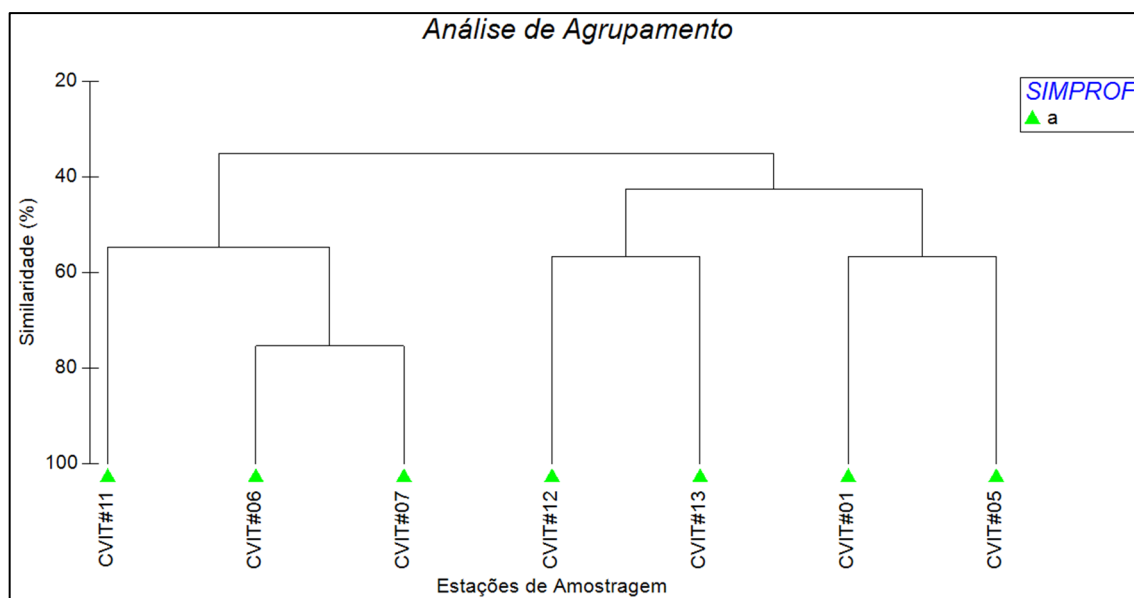 Análise de Agrupamento
SIMPROF
a
Similaridade (%)
20
40
60
80
100
CVIT#11
CVIT#06
CVIT#07
CVIT#12
CVIT#13
CVIT#01
CVIT#05
Estações de Amostragem